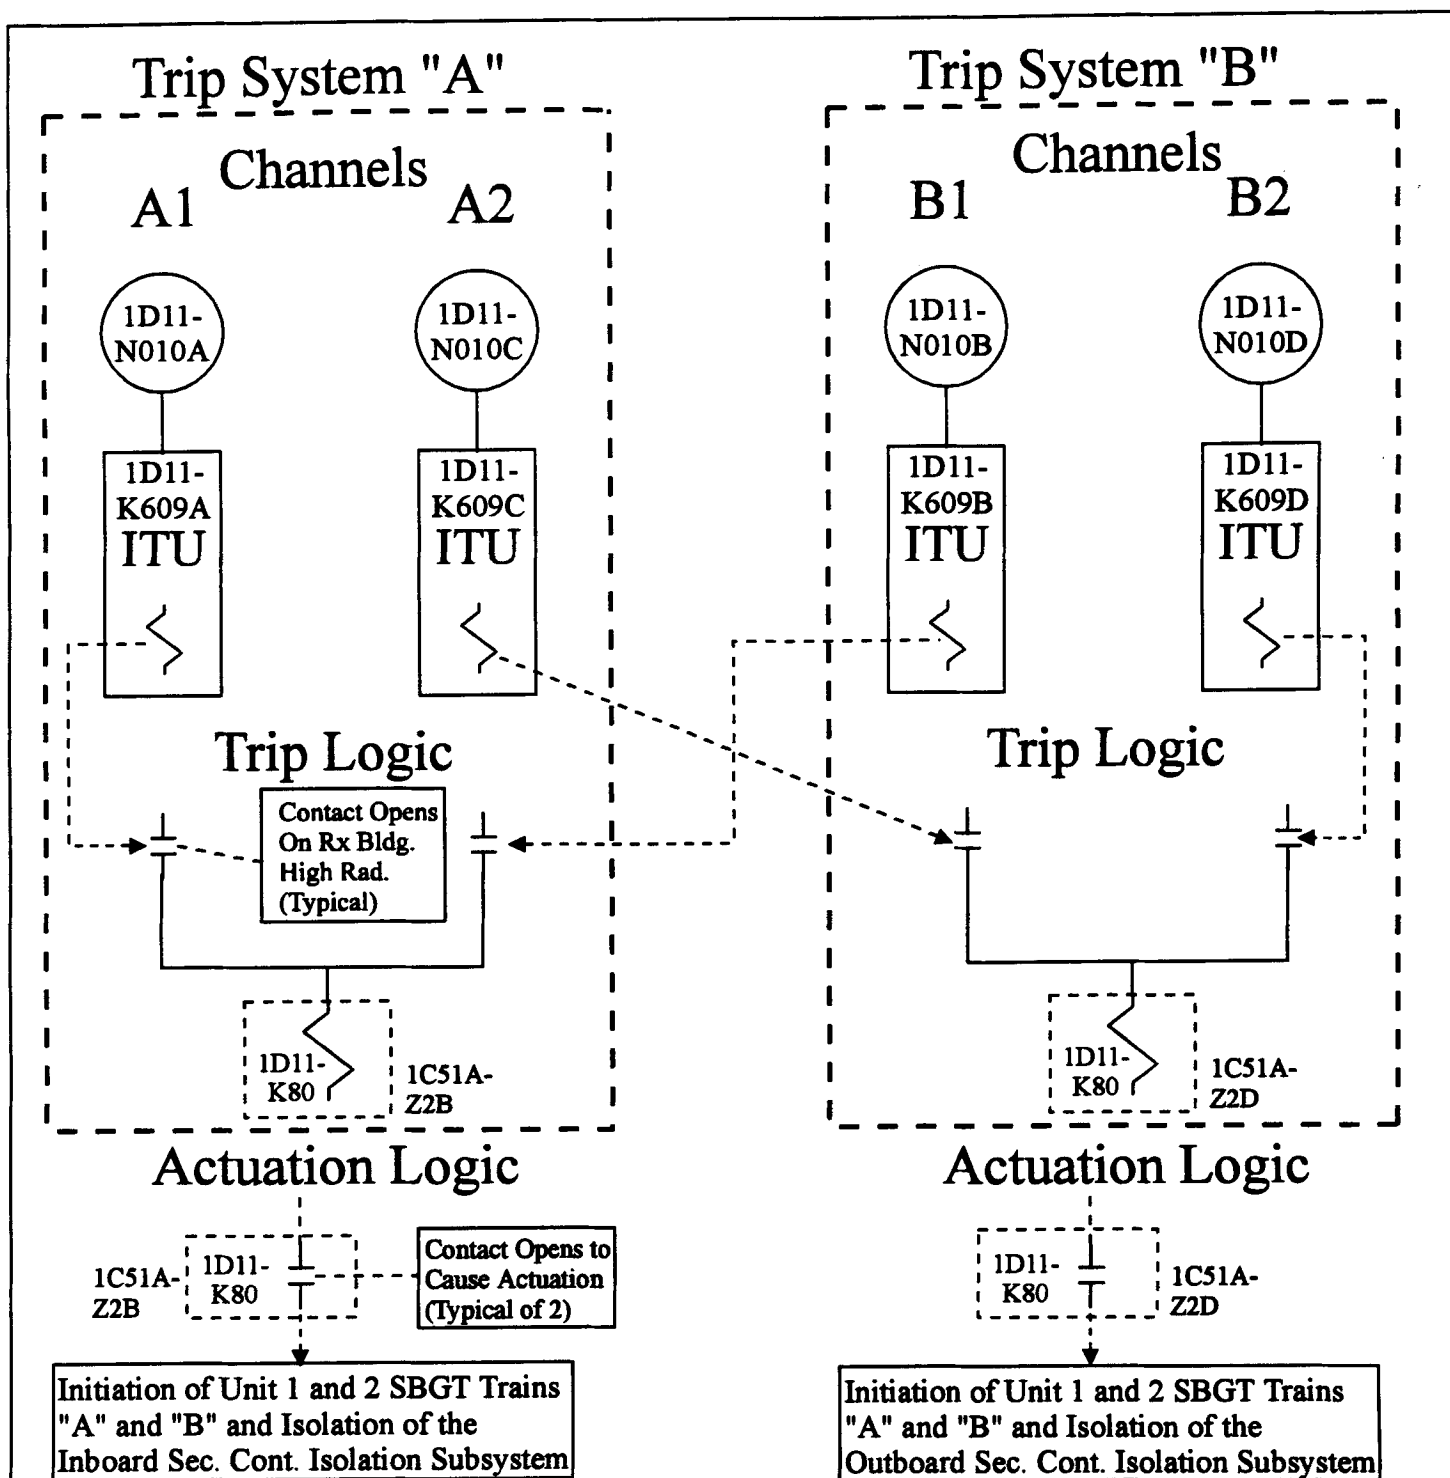 Trip System "A"
Channels
A1
A2
1D11-
N010A
1D11-
N010C
1D11-
K609A
ITU
1D11-
K609C
ITU
Trip Logic
Contact Opens
On Rx Bldg.
High Rad.
(Typical)
1D11-
K80
1C51A-
Z2B
Actuation Logic
1C51A-
Z2B
1D11-
K80
Contact Opens to
Cause Actuation
(Typical of 2)
Initiation of Unit 1 and 2 SBGT Trains
"A" and "B" and Isolation of the
Inboard Sec. Cont. Isolation Subsystem
Trip System "B"
Channels
B1
B2
1D11-
N010B
1D11-
N010D
1D11-
K609B
ITU
1D11-
K609D
ITU
Trip Logic
1D11-
K80
1C51A-
Z2D
Actuation Logic
1D11-
K80
1C51A-
Z2D
Initiation of Unit 1 and 2 SBGT Trains
"A" and "B" and Isolation of the
Outboard Sec. Cont. Isolation Subsystem